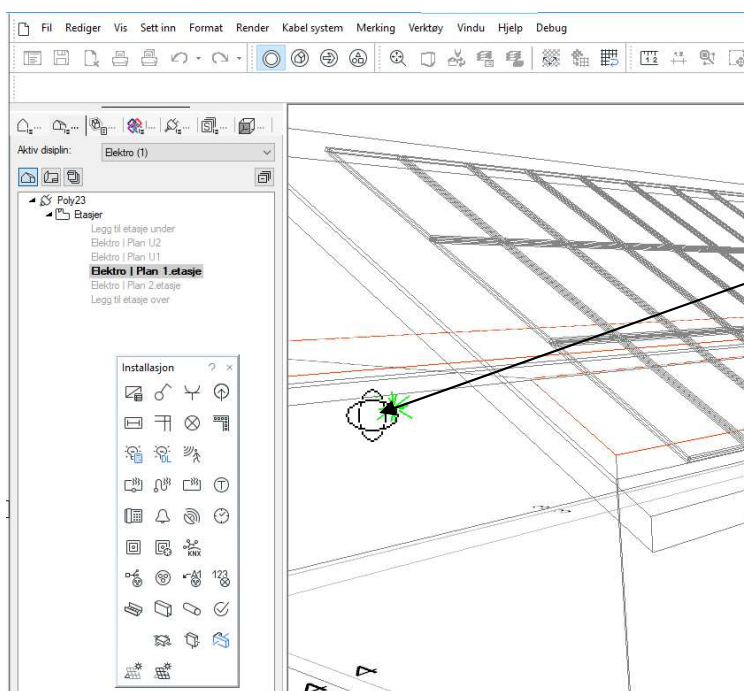 Fil Rediger Vis Sett inn Format Render Kabel system Merking Verktøy Vindu Hjelp Debug
Aktiv disiplin: Elektro (1)
Poly23
Etasjer
Legg til etasje under
Elektro | Plan U2
Elektro | Plan U1
Elektro | Plan 1.etasje
Elektro | Plan 2.etasje
Legg til etasje over
Installasjon ? ×
DL
T
KNX
A1 123